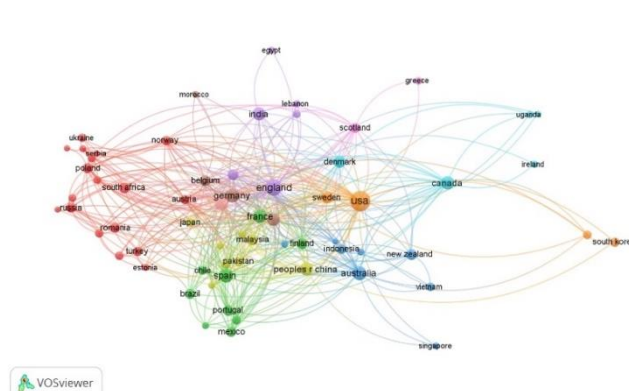 egypt
greece
morocco
lebanon
india
uganda
scotland
ukraine
norway
serbia
denmark
ireland
poland
belgium
canada
south africa
england
germany
austria
sweden
usa
russia
france
japan
romania
malaysia
finland
indonesia
turkey
new zealand
pakistan
estonia
chile
spain
peoples r china
australia
vietnam
brazil
portugal
mexico
singapore
south kore
VOSviewer